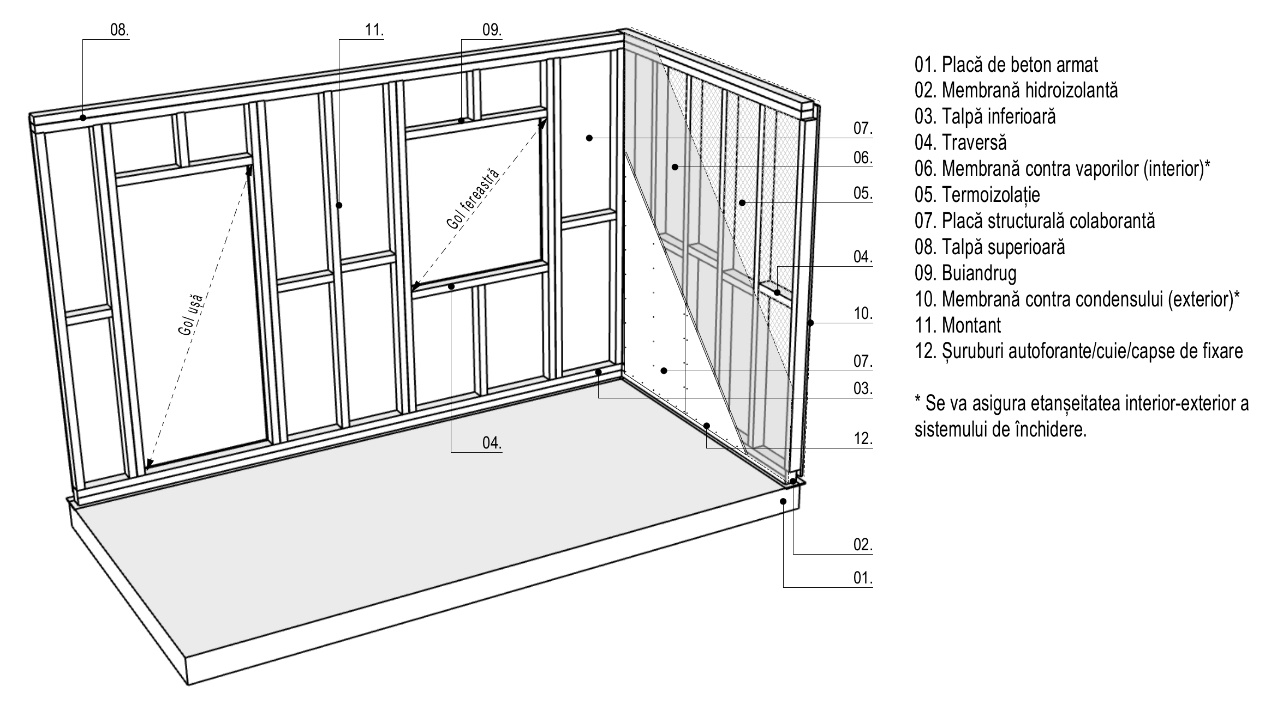 08.
11.
09.
07.
06.
05.
04.
10.
07.
03.
12.
04.
02.
01.
Gol ușă
Gol fereastră
01. Placă de beton armat
02. Membrană hidroizolantă
03. Talpă inferioară
04. Traversă
06. Membrană contra vaporilor (interior)*
05. Termoizolație
07. Placă structurală colaborantă
08. Talpă superioară
09. Buiandrug
10. Membrană contra condensului (exterior)*
11. Montant
12. Șuruburi autoforante/cuie/capse de fixare
* Se va asigura etanșeitatea interior-exterior a
sistemului de închidere.